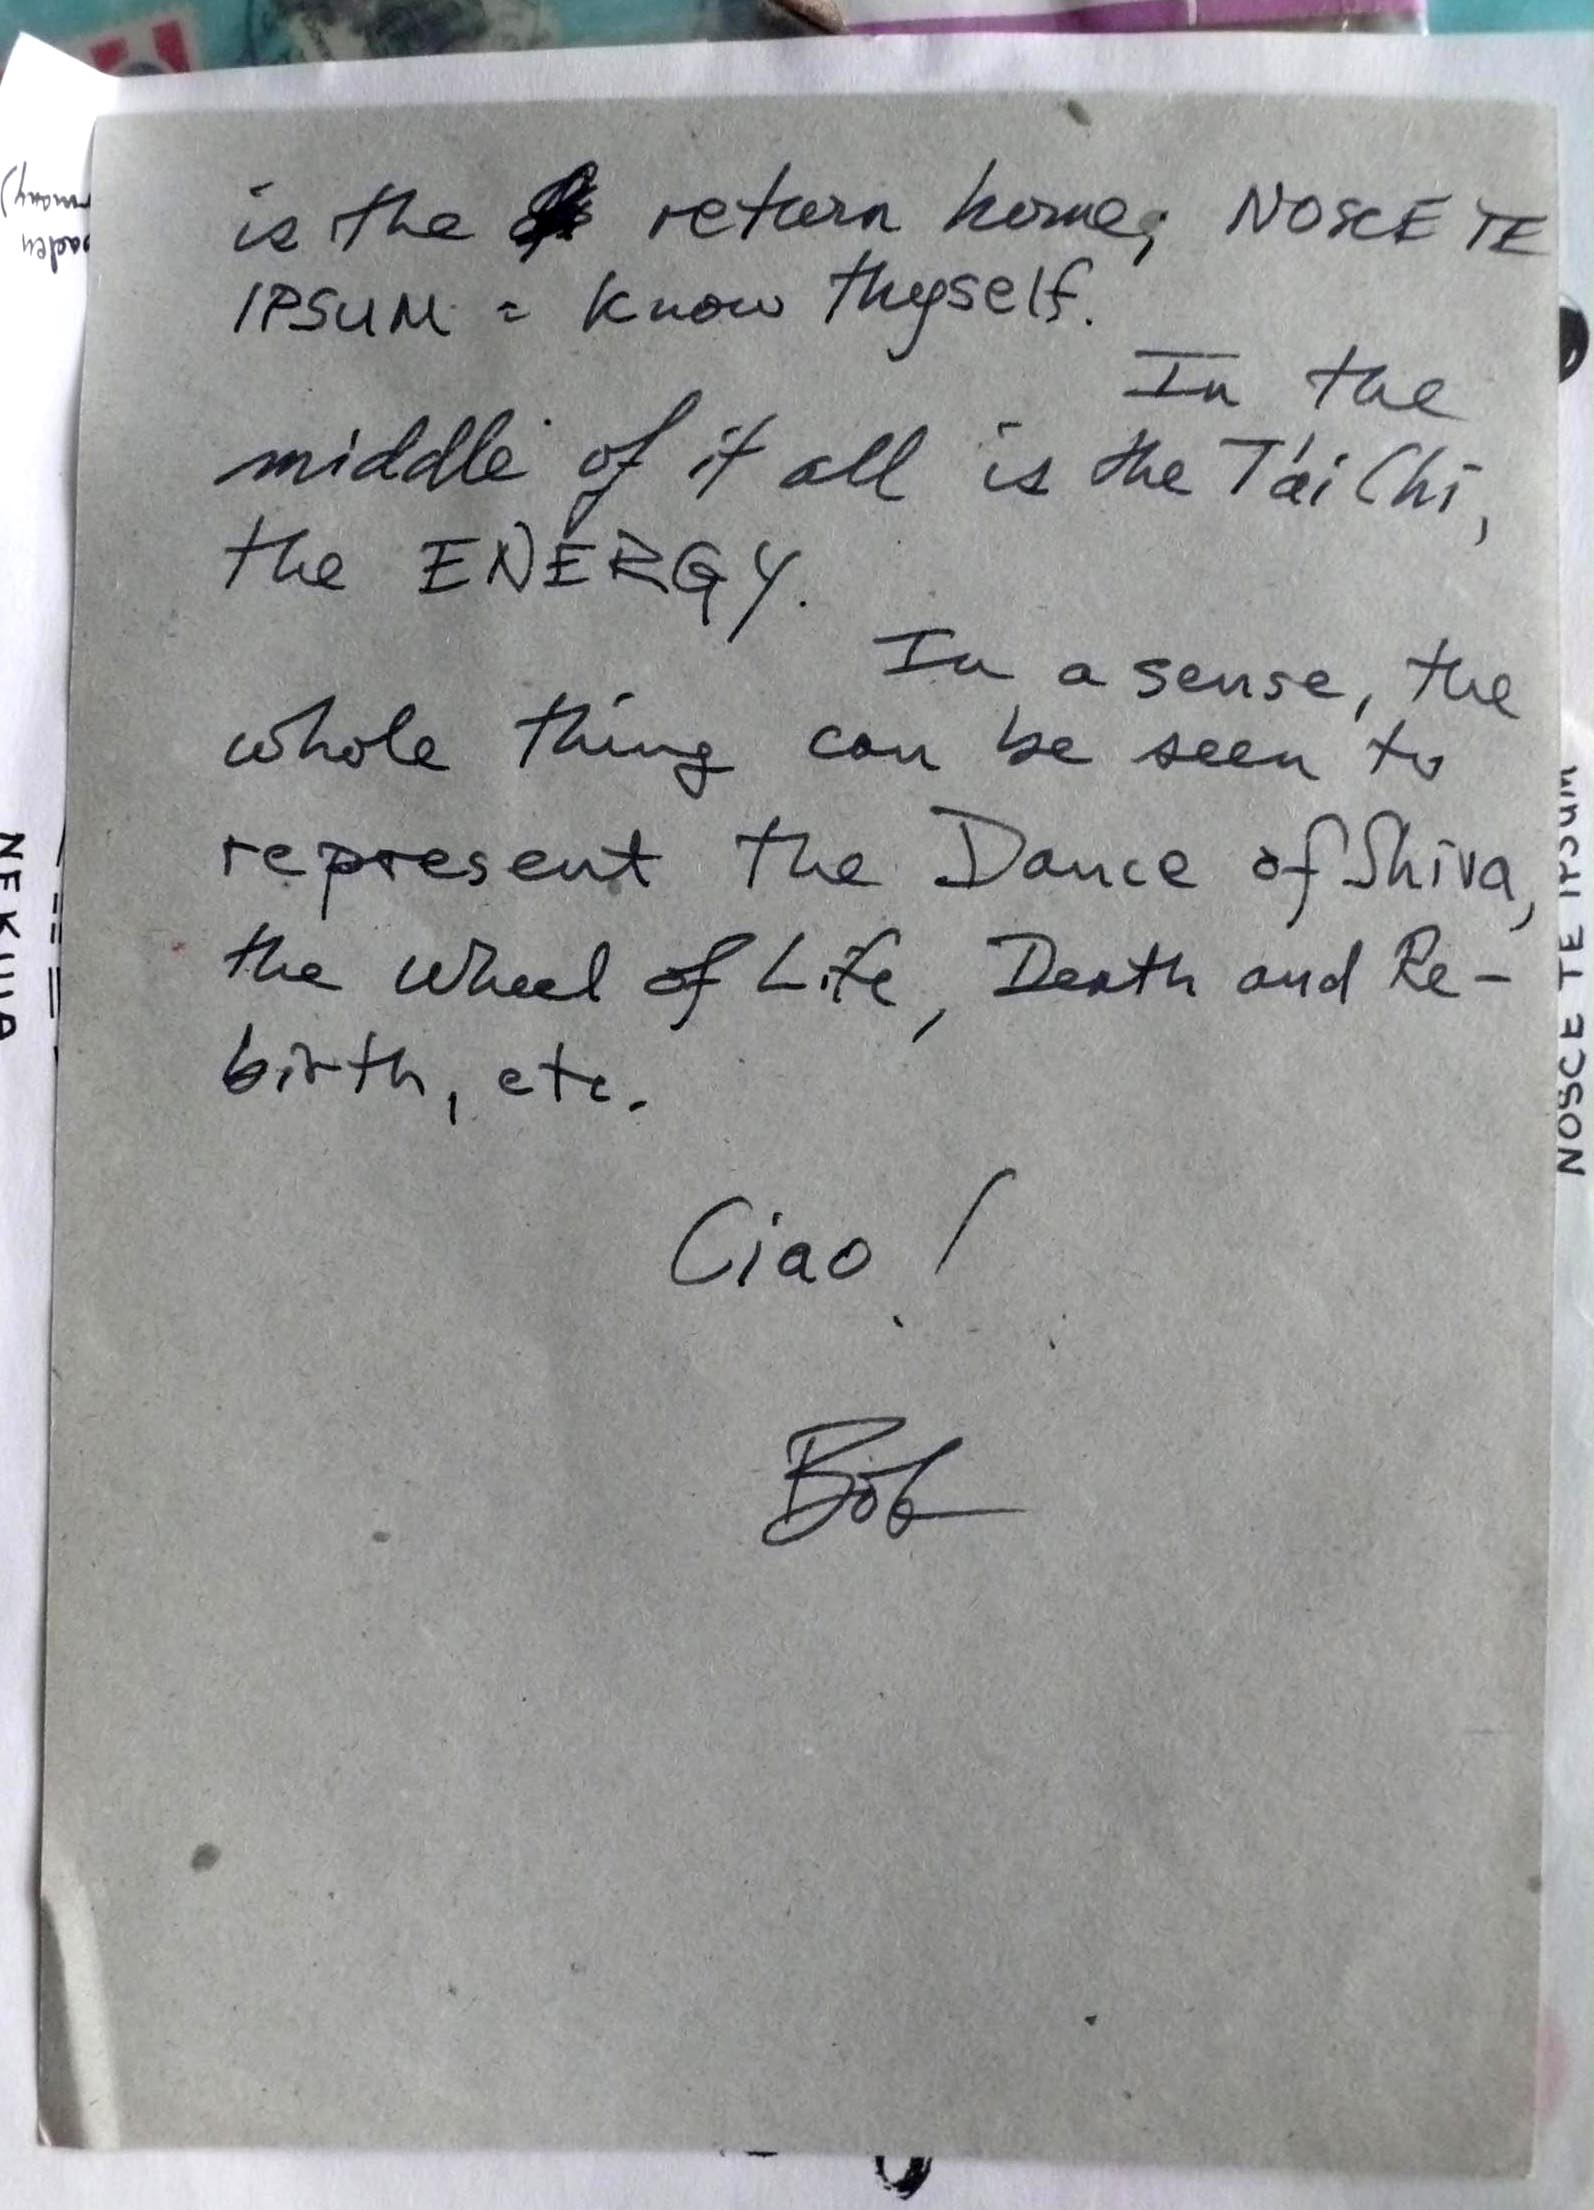 is the return home; NOSCE TE
IPSUM = know thyself.
In the
middle of it all is the T'ai Chi,
the ENERGY.
In a sense, the
whole thing can be seen to
represent the Dance of Shiva,
the Wheel of Life, Death and Re-
birth, etc.
Ciao!
Bob
NOSCE TE IPSUM